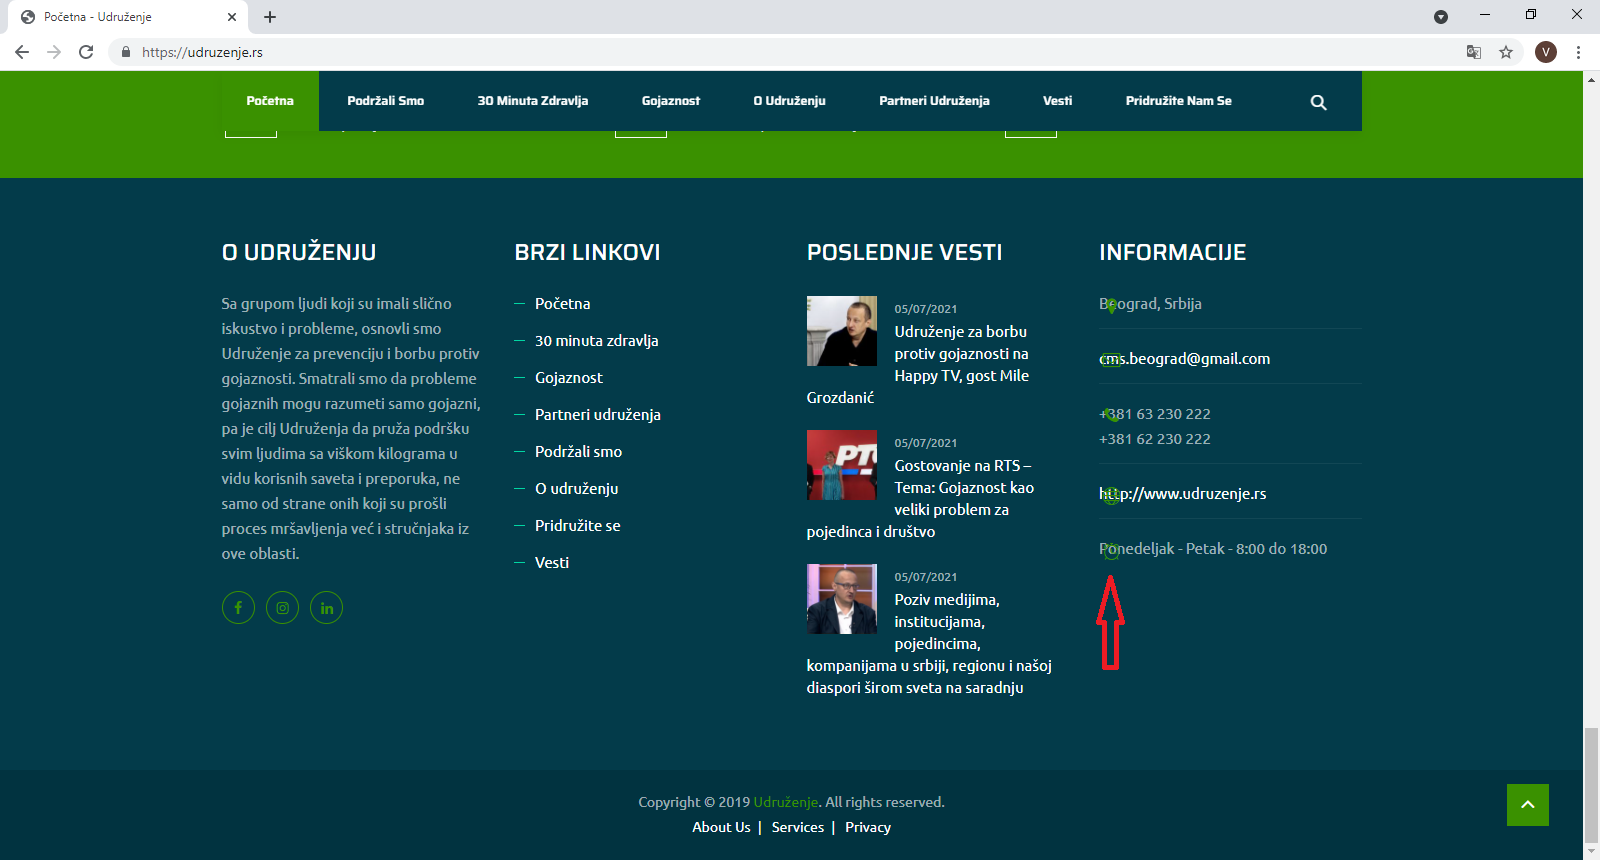 Početna - Udruženje
https://udruzenje.rs
V
Početna
Podržali Smo
30 Minuta Zdravlja
Gojaznost
O Udruženju
Partneri Udruženja
Vesti
Pridružite Nam Se
O UDRUŽENJU
Sa grupom ljudi koji su imali slično
iskustvo i probleme, osnovli smo
Udruženje za prevenciju i borbu protiv
gojaznosti. Smatrali smo da probleme
gojaznih mogu razumeti samo gojazni,
pa je cilj Udruženja da pruža podršku
svim ljudima sa viškom kilograma u
vidu korisnih saveta i preporuka, ne
samo od strane onih koji su prošli
proces mršavljenja već i stručnjaka iz
ove oblasti.
BRZI LINKOVI
Početna
30 minuta zdravlja
Gojaznost
Partneri udruženja
Podržali smo
O udruženju
Pridružite se
Vesti
POSLEDNJE VESTI
05/07/2021
Udruženje za borbu
protiv gojaznosti na
Happy TV, gost Mile
Grozdanić
05/07/2021
Gostovanje na RTS –
Tema: Gojaznost kao
veliki problem za
pojedinca i društvo
05/07/2021
Poziv medijima,
institucijama,
pojedincima,
kompanijama u srbiji, regionu i našoj
diaspori širom sveta na saradnju
INFORMACIJE
Beograd, Srbija
cms.beograd@gmail.com
+381 63 230 222
+381 62 230 222
http://www.udruzenje.rs
Ponedeljak - Petak - 8:00 do 18:00
Copyright © 2019 Udruženje. All rights reserved.
About Us | Services | Privacy